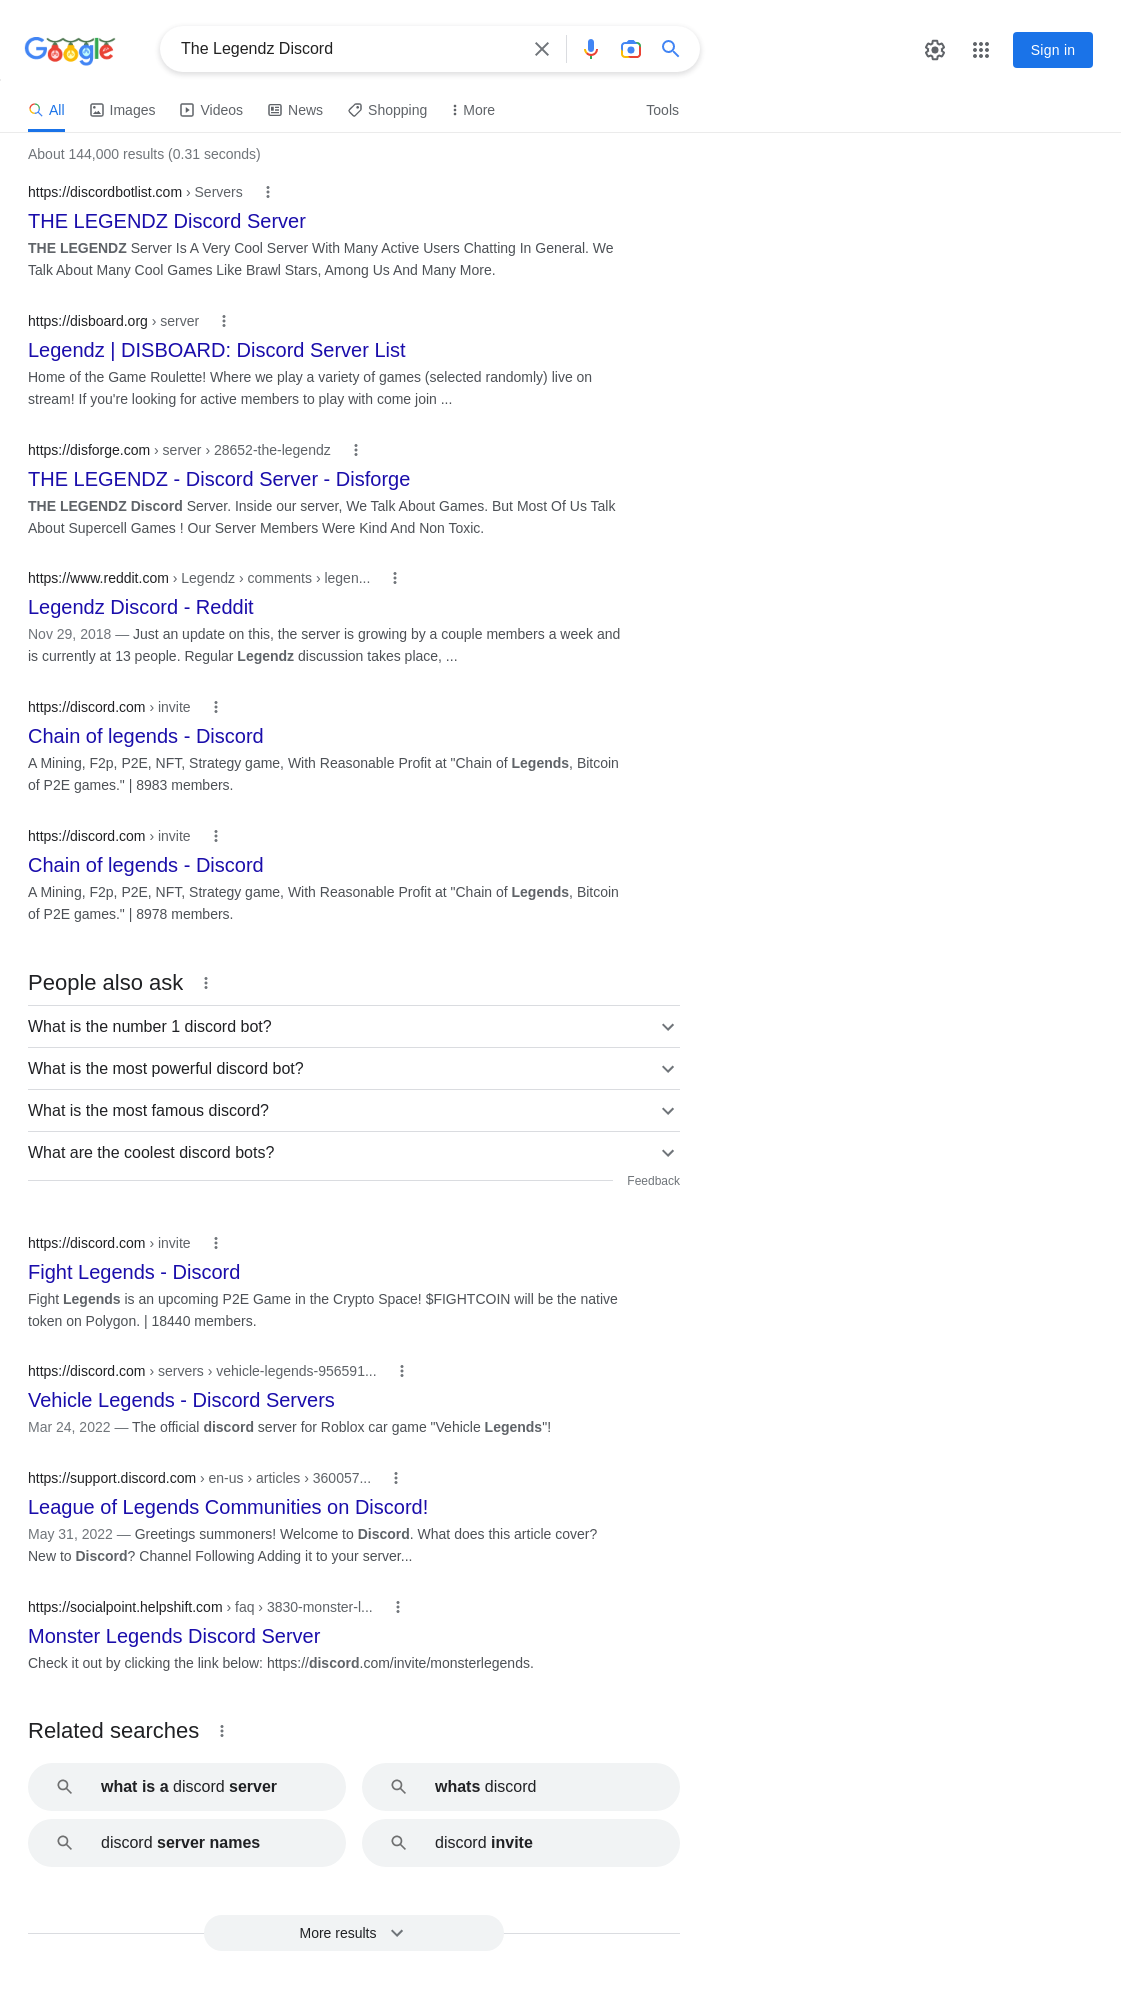 Google
The Legendz Discord
Sign in
All Images Videos News Shopping More Tools
About 144,000 results (0.31 seconds)
https://discordbotlist.com › Servers
THE LEGENDZ Discord Server
THE LEGENDZ Server Is A Very Cool Server With Many Active Users Chatting In General. We
Talk About Many Cool Games Like Brawl Stars, Among Us And Many More.
https://disboard.org › server
Legendz | DISBOARD: Discord Server List
Home of the Game Roulette! Where we play a variety of games (selected randomly) live on
stream! If you're looking for active members to play with come join ...
https://disforge.com › server › 28652-the-legendz
THE LEGENDZ - Discord Server - Disforge
THE LEGENDZ Discord Server. Inside our server, We Talk About Games. But Most Of Us Talk
About Supercell Games ! Our Server Members Were Kind And Non Toxic.
https://www.reddit.com › Legendz › comments › legen...
Legendz Discord - Reddit
Nov 29, 2018 — Just an update on this, the server is growing by a couple members a week and
is currently at 13 people. Regular Legendz discussion takes place, ...
https://discord.com › invite
Chain of legends - Discord
A Mining, F2p, P2E, NFT, Strategy game, With Reasonable Profit at "Chain of Legends, Bitcoin
of P2E games." | 8983 members.
https://discord.com › invite
Chain of legends - Discord
A Mining, F2p, P2E, NFT, Strategy game, With Reasonable Profit at "Chain of Legends, Bitcoin
of P2E games." | 8978 members.
People also ask
What is the number 1 discord bot?
What is the most powerful discord bot?
What is the most famous discord?
What are the coolest discord bots?
Feedback
https://discord.com › invite
Fight Legends - Discord
Fight Legends is an upcoming P2E Game in the Crypto Space! $FIGHTCOIN will be the native
token on Polygon. | 18440 members.
https://discord.com › servers › vehicle-legends-956591...
Vehicle Legends - Discord Servers
Mar 24, 2022 — The official discord server for Roblox car game "Vehicle Legends"!
https://support.discord.com › en-us › articles › 360057...
League of Legends Communities on Discord!
May 31, 2022 — Greetings summoners! Welcome to Discord. What does this article cover?
New to Discord? Channel Following Adding it to your server...
https://socialpoint.helpshift.com › faq › 3830-monster-l...
Monster Legends Discord Server
Check it out by clicking the link below: https://discord.com/invite/monsterlegends.
Related searches
what is a discord server
whats discord
discord server names
discord invite
More results